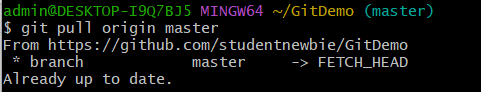 admin@DESKTOP-I9Q7BJ5 MINGW64 ~/GitDemo (master)
$ git pull origin master
From https://github.com/studentnewbie/GitDemo
 * branch            master     -> FETCH_HEAD
Already up to date.